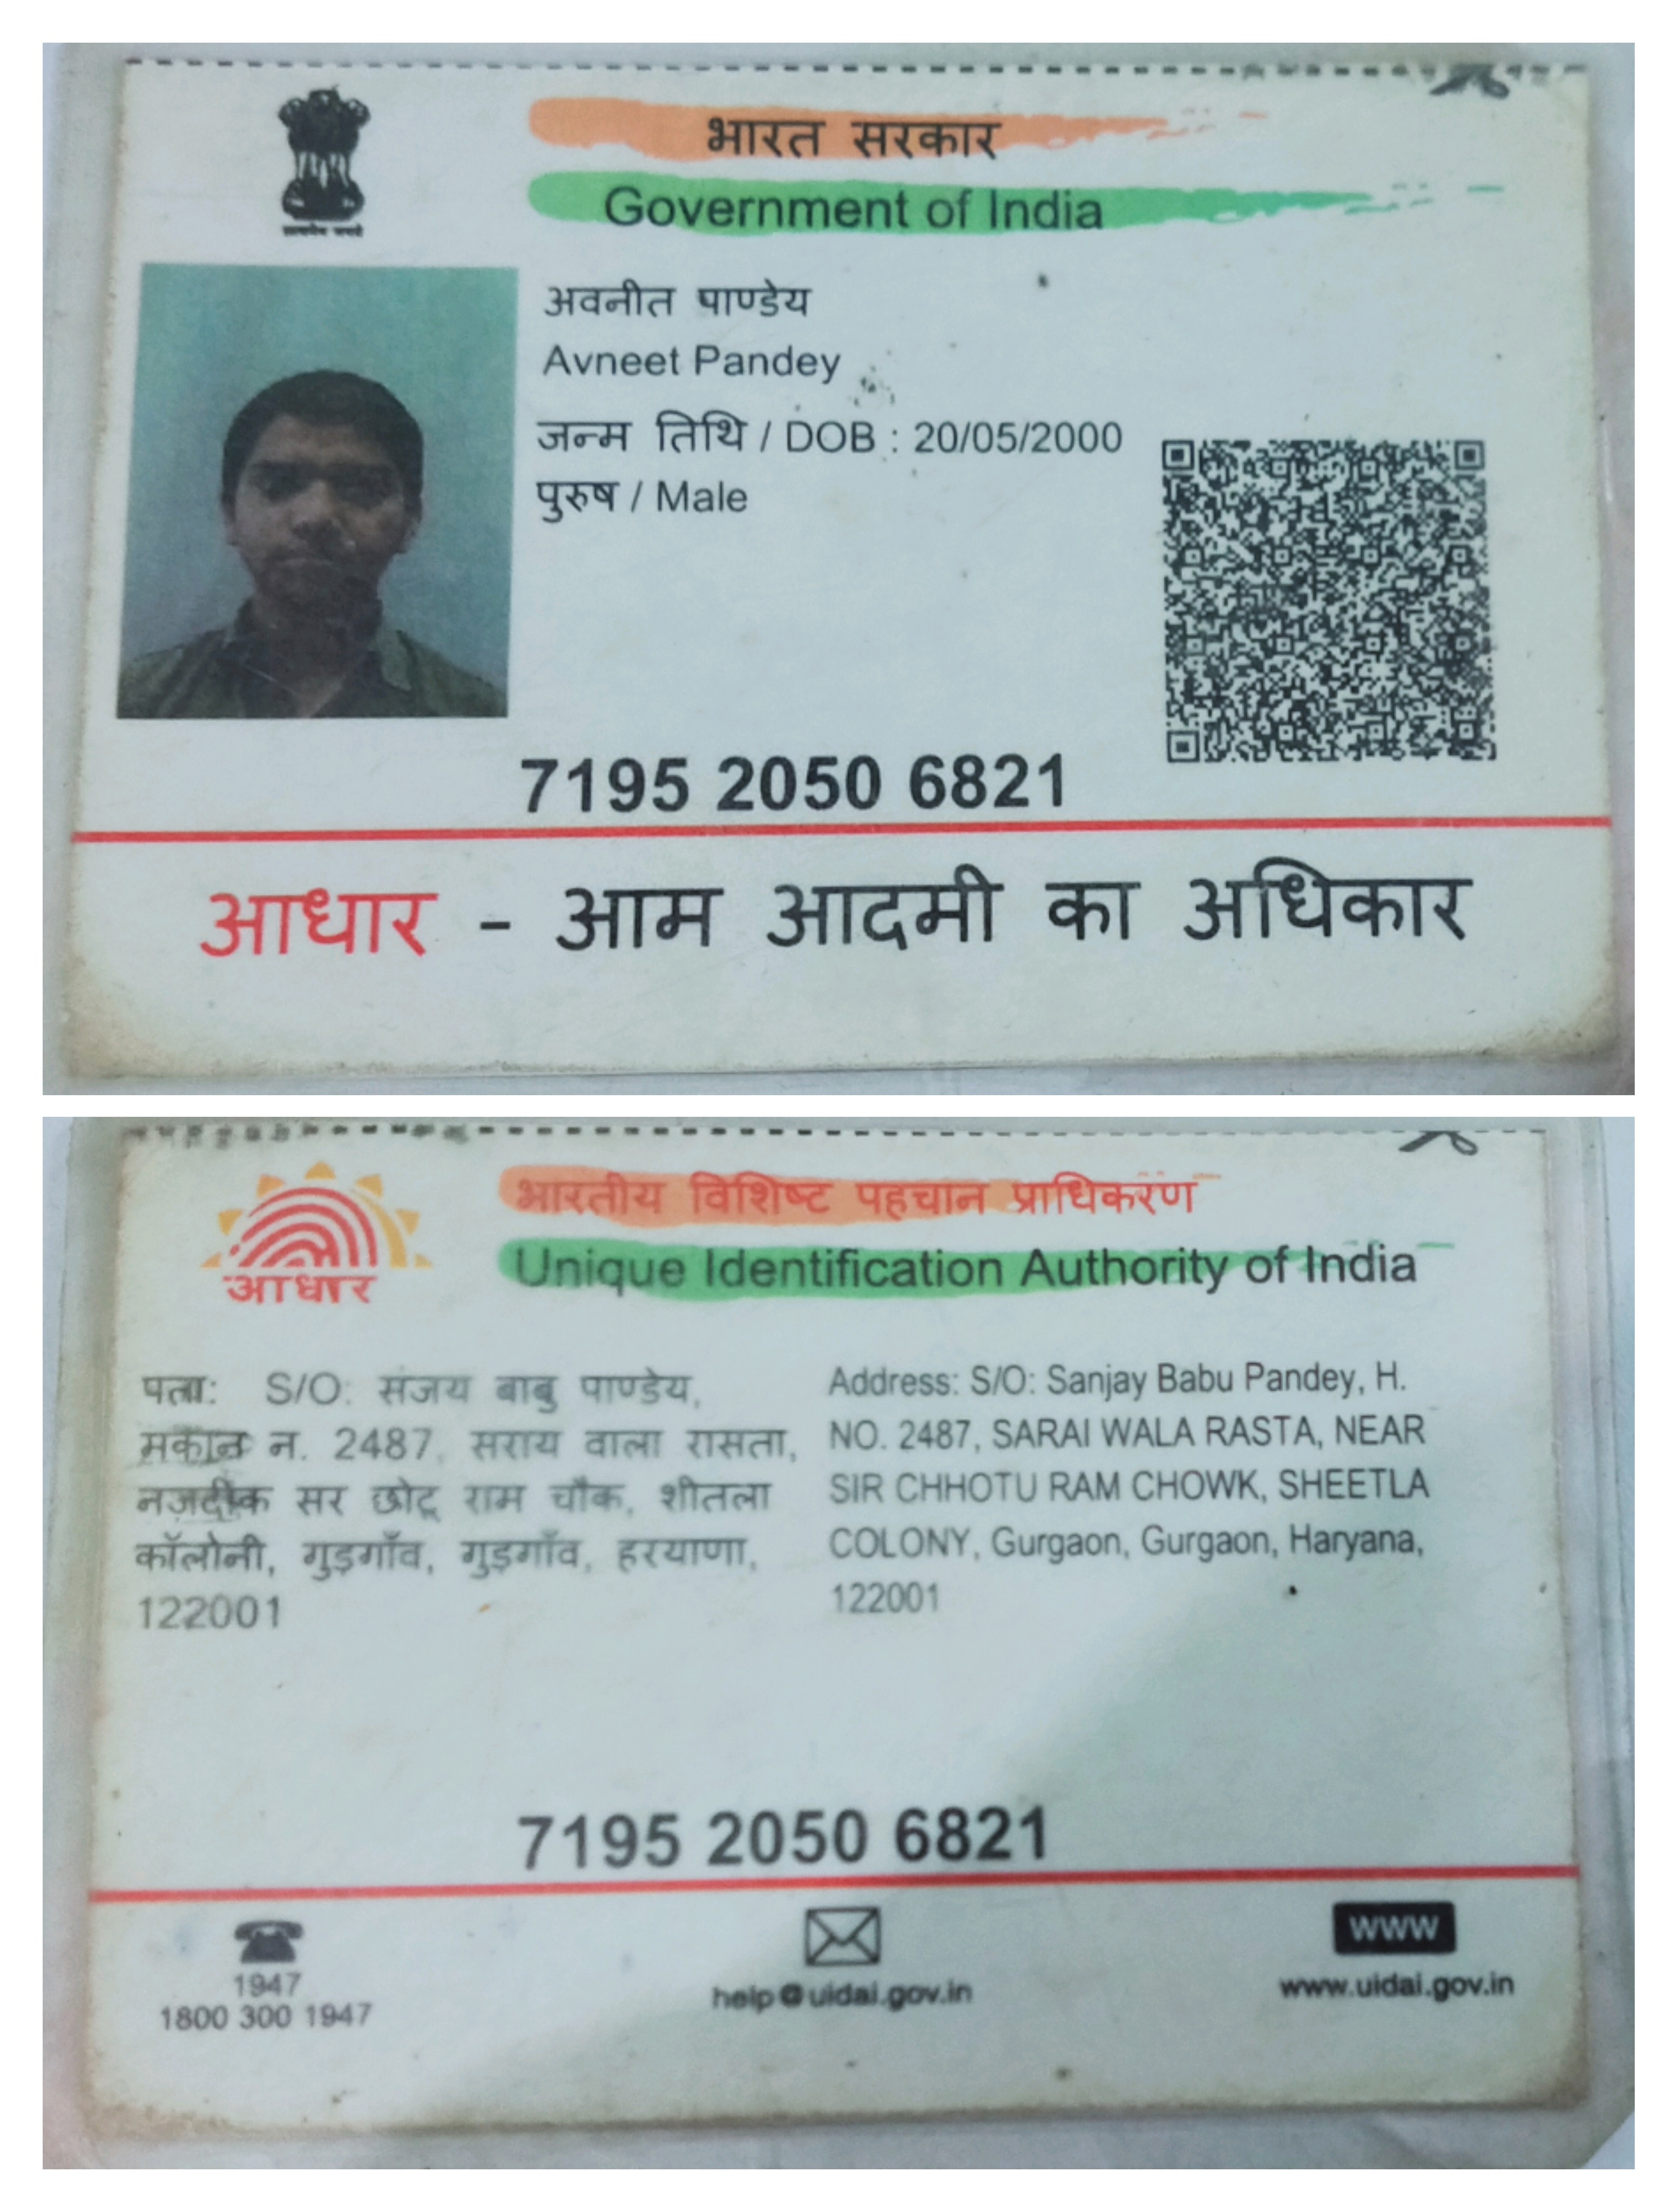 भारत सरकार
Government of India
अवनीत पाण्डेय
Avneet Pandey
जन्म तिथि / DOB : 20/05/2000
पुरुष / Male
7195 2050 6821
आधार - आम आदमी का अधिकार
भारतीय विशिष्ट पहचान प्राधिकरण
Unique Identification Authority of India
आधार
पता: S/O: संजय बाबु पाण्डेय,
मकान न. 2487, सराय वाला रासता,
नज़दीक सर छोटू राम चौक, शीतला
कॉलोनी, गुड़गाँव, गुड़गाँव, हरयाणा,
122001
Address: S/O: Sanjay Babu Pandey, H.
NO. 2487, SARAI WALA RASTA, NEAR
SIR CHHOTU RAM CHOWK, SHEETLA
COLONY, Gurgaon, Gurgaon, Haryana,
122001
7195 2050 6821
1947
1800 300 1947
help@uidai.gov.in
www
www.uidai.gov.in